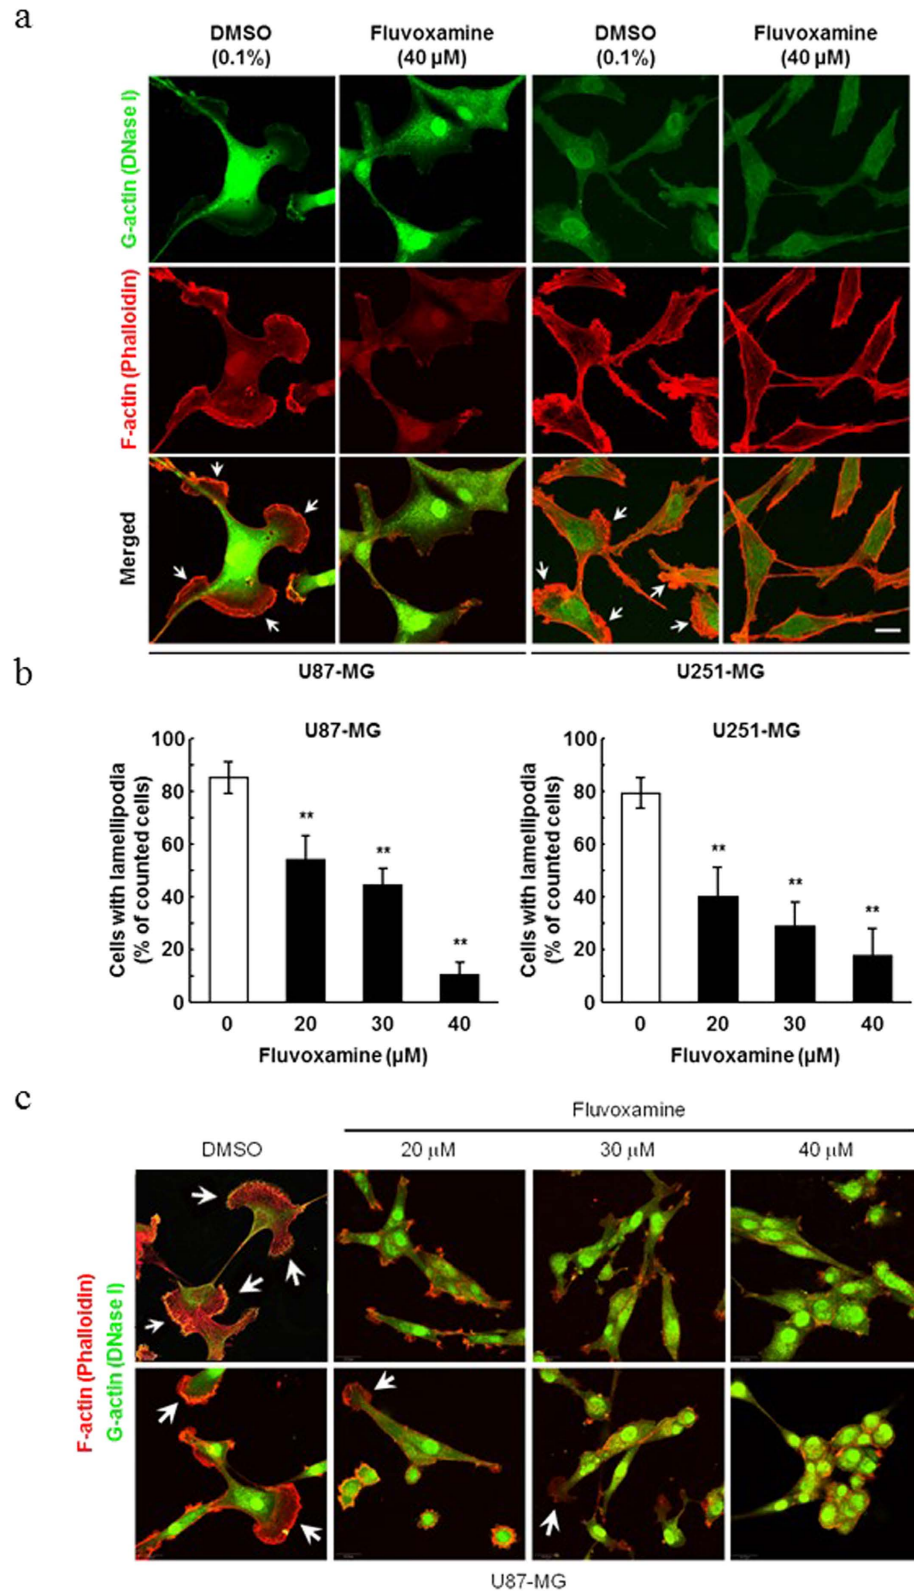 a
DMSO
(0.1%)
Fluvoxamine
(40 µM)
DMSO
(0.1%)
Fluvoxamine
(40 µM)
G-actin (DNase I)
F-actin (Phalloidin)
Merged
U87-MG
U251-MG
b
U87-MG
Cells with lamellipodia
(% of counted cells)
100
80
60
40
20
0
**
**
**
0 20 30 40
Fluvoxamine (µM)
U251-MG
Cells with lamellipodia
(% of counted cells)
100
80
60
40
20
0
**
**
**
0 20 30 40
Fluvoxamine (µM)
c
Fluvoxamine
DMSO 20 µM 30 µM 40 µM
F-actin (Phalloidin)
G-actin (DNase I)
U87-MG